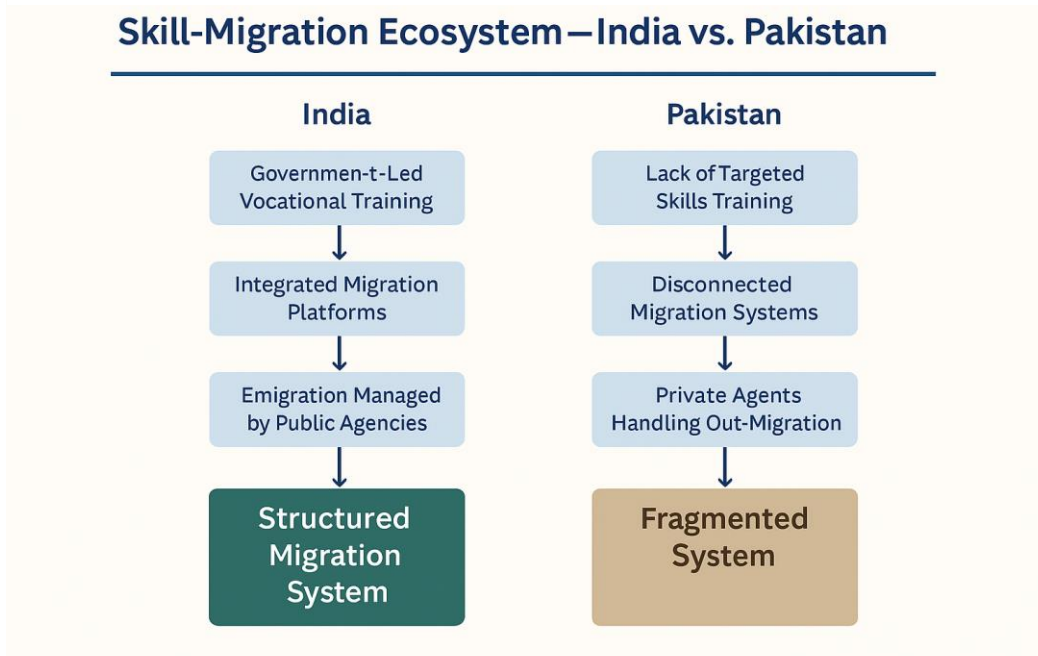 Skill-Migration Ecosystem—India vs. Pakistan
India
Governmen-t-Led
Vocational Training
Integrated Migration
Platforms
Emigration Managed
by Public Agencies
Structured
Migration
System
Pakistan
Lack of Targeted
Skills Training
Disconnected
Migration Systems
Private Agents
Handling Out-Migration
Fragmented
System